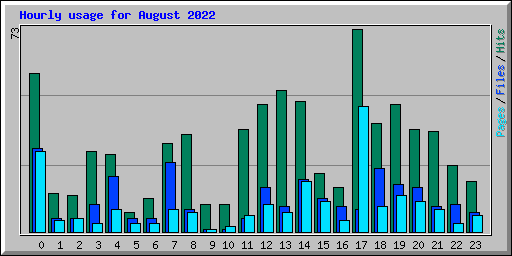 Hourly usage for August 2022
73
Pages/Files/Hits
0 1 2 3 4 5 6 7 8 9 10 11 12 13 14 15 16 17 18 19 20 21 22 23